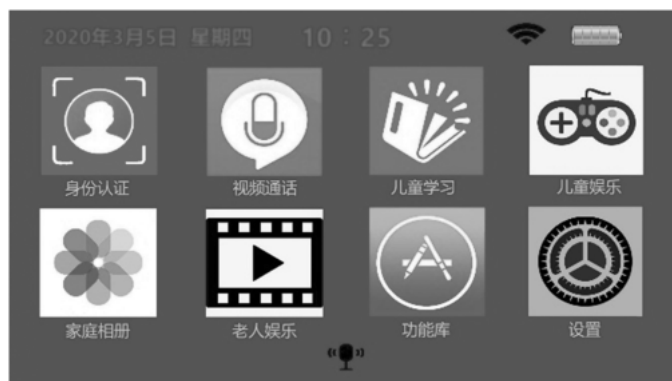 2020年3月5日 星期四 10：25
身份认证 视频通话 儿童学习 儿童娱乐
家庭相册 老人娱乐 功能库 设置